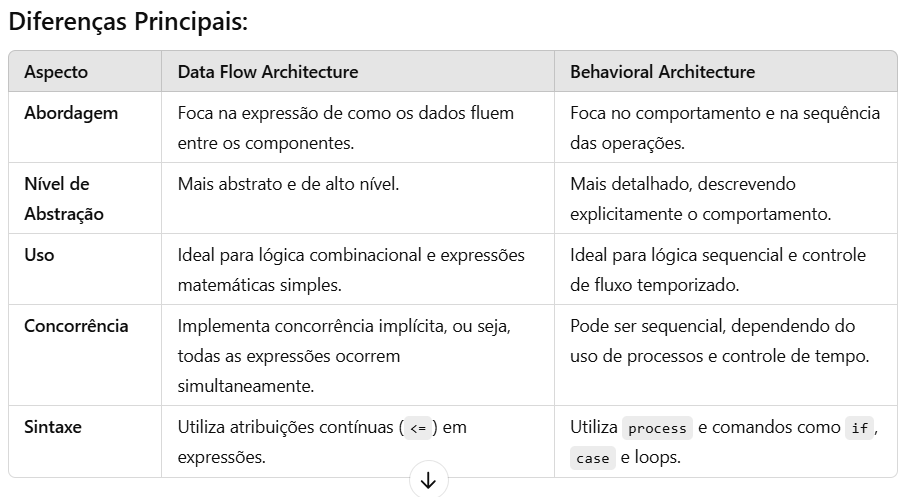 Diferenças Principais:
Aspecto
Data Flow Architecture
Behavioral Architecture
Abordagem
Foca na expressão de como os dados fluem
entre os componentes.
Foca no comportamento e na sequência
das operações.
Nível de
Abstração
Mais abstrato e de alto nível.
Mais detalhado, descrevendo
explicitamente o comportamento.
Uso
Ideal para lógica combinacional e expressões
matemáticas simples.
Ideal para lógica sequencial e controle
de fluxo temporizado.
Concorrência
Implementa concorrência implícita, ou seja,
todas as expressões ocorrem
simultaneamente.
Pode ser sequencial, dependendo do
uso de processos e controle de tempo.
Sintaxe
Utiliza atribuições contínuas ( <= ) em
expressões.
Utiliza process e comandos como if ,
case e loops.